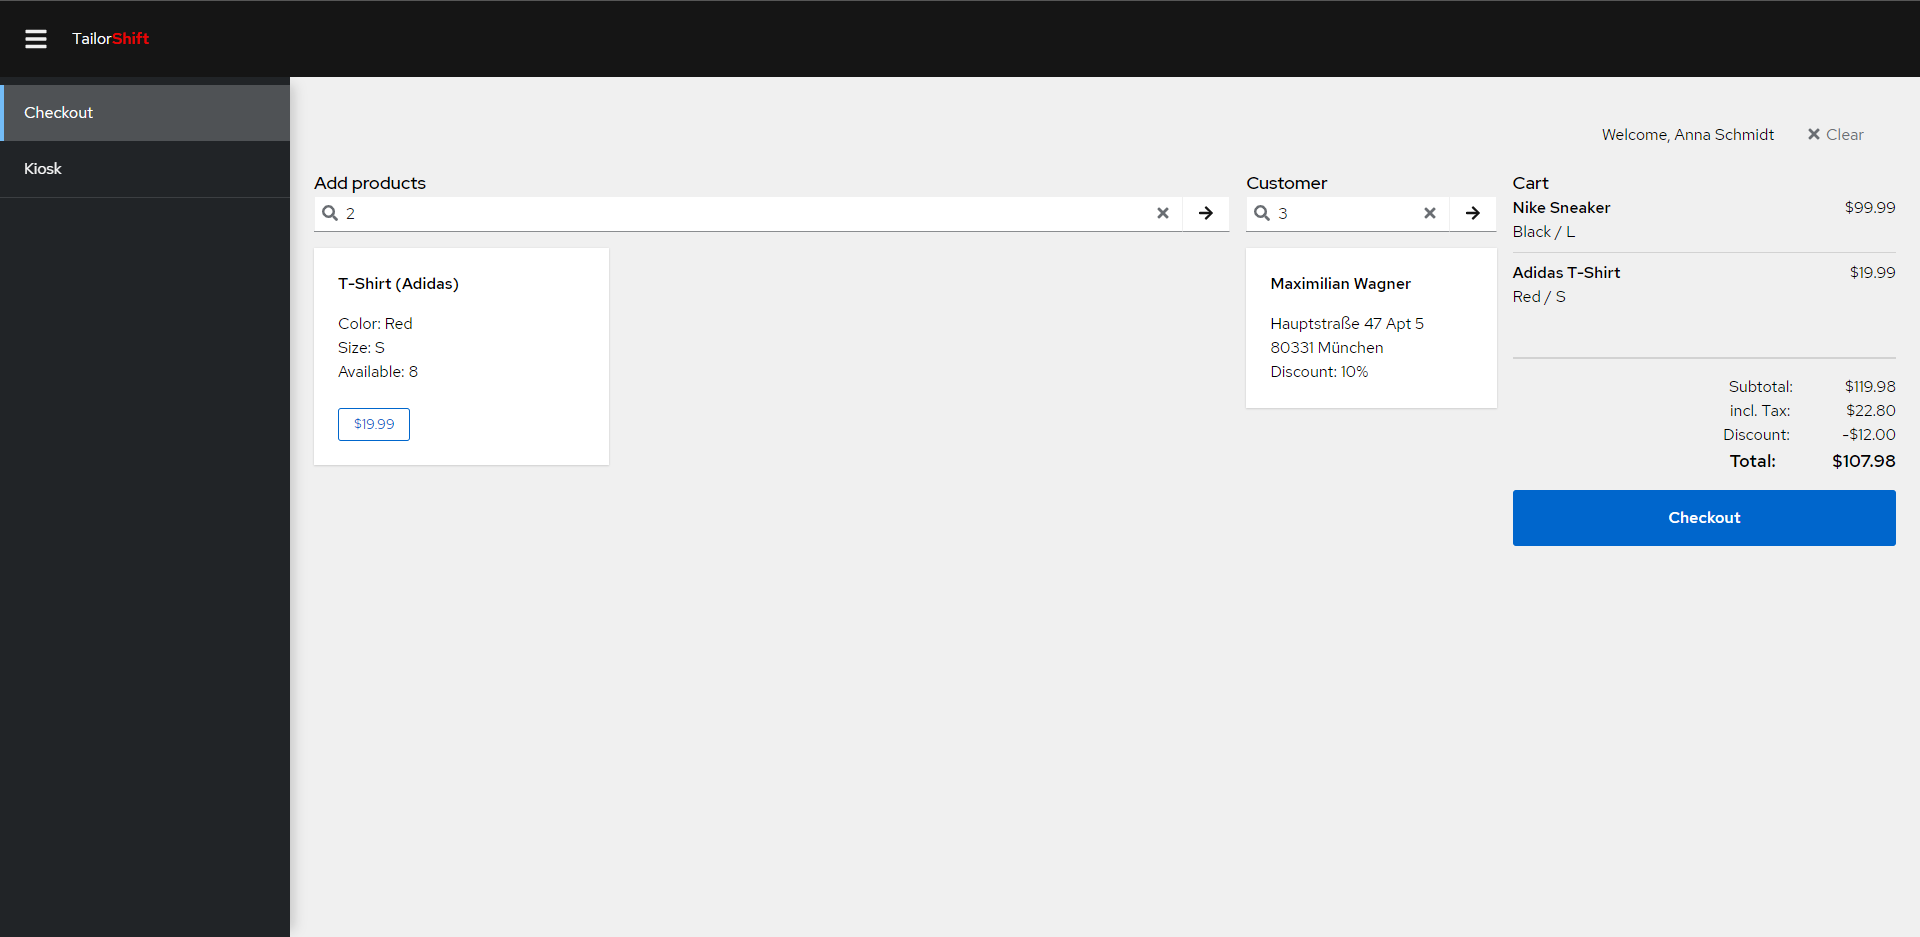 TailorShift
Checkout
Kiosk
Welcome, Anna Schmidt
Clear
Add products
2
T-Shirt (Adidas)
Color: Red
Size: S
Available: 8
$19.99
Customer
3
Maximilian Wagner
Hauptstraße 47 Apt 5
80331 München
Discount: 10%
Cart
Nike Sneaker $99.99
Black / L
Adidas T-Shirt $19.99
Red / S
Subtotal: $119.98
incl. Tax: $22.80
Discount: -$12.00
Total: $107.98
Checkout